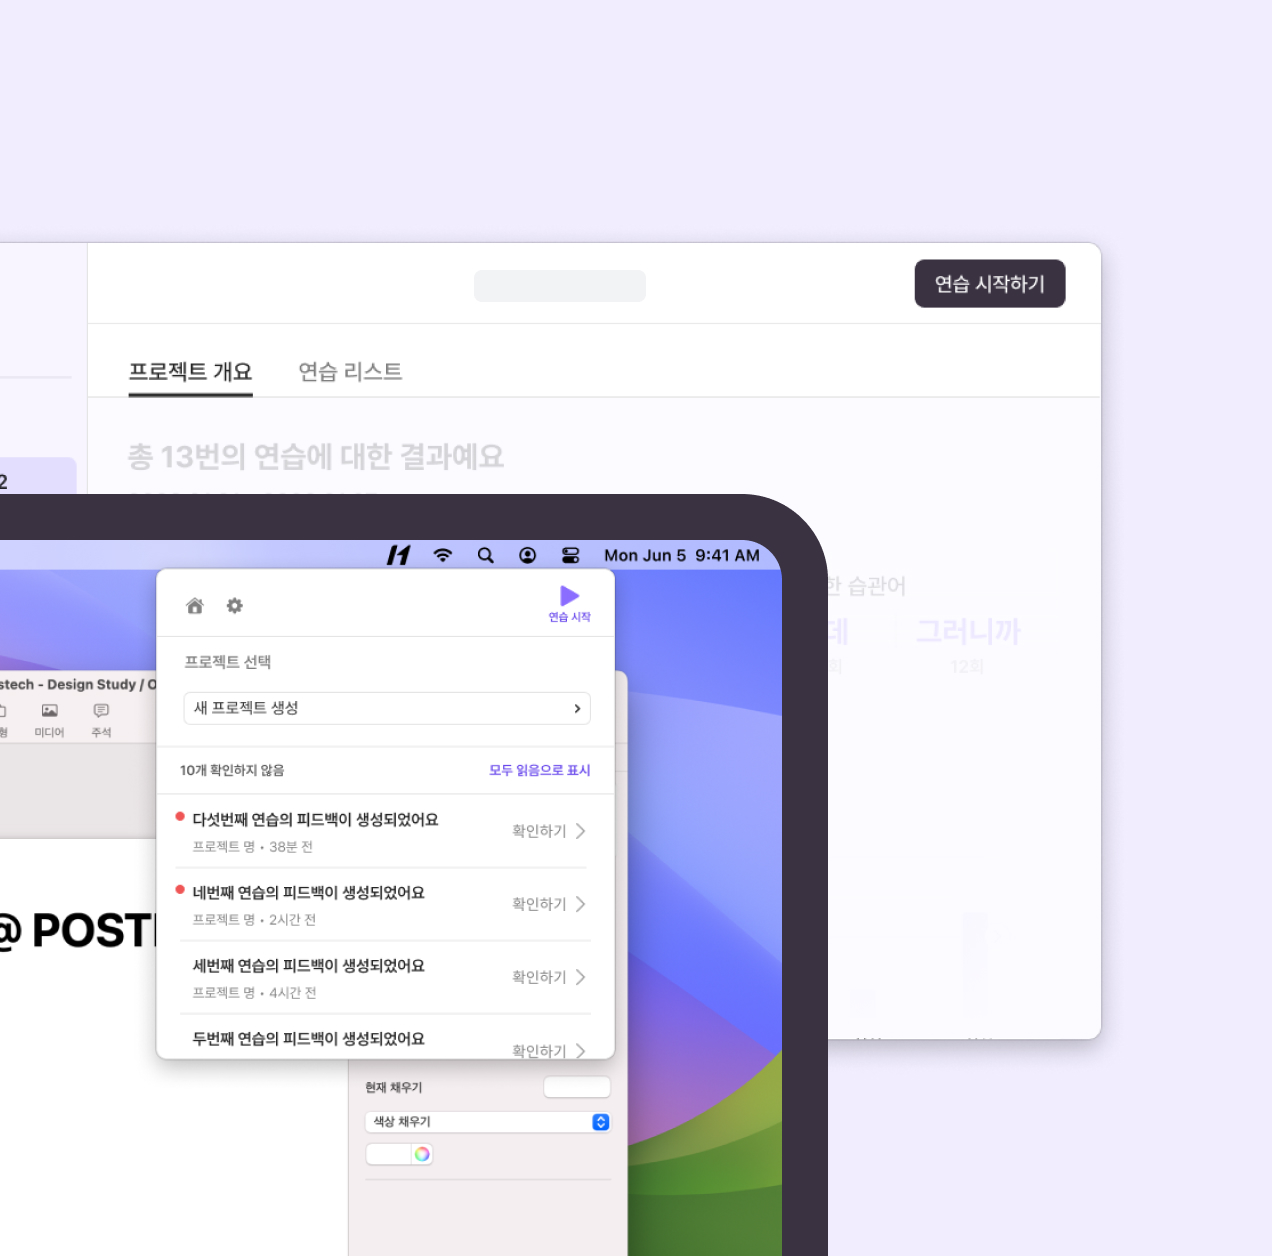 연습 시작하기
프로젝트 개요
연습 리스트
총 13번의 연습에 대한 결과예요
2
습관어
그러니까
12회
Mon Jun 5 9:41 AM
연습 시작
프로젝트 선택
새 프로젝트 생성
10개 확인하지 않음
모두 읽음으로 표시
다섯번째 연습의 피드백이 생성되었어요
프로젝트 명 • 38분 전
확인하기
네번째 연습의 피드백이 생성되었어요
프로젝트 명 • 2시간 전
확인하기
세번째 연습의 피드백이 생성되었어요
프로젝트 명 • 4시간 전
확인하기
두번째 연습의 피드백이 생성되었어요
확인하기
stech - Design Study / O
형
미디어
주석
@ POST
현재 채우기
색상 채우기